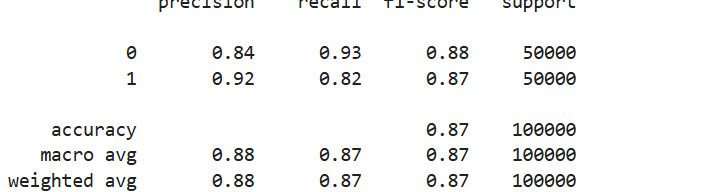 precision recall f1-score support
0 0.84 0.93 0.88 50000
1 0.92 0.82 0.87 50000
accuracy 0.87 100000
macro avg 0.88 0.87 0.87 100000
weighted avg 0.88 0.87 0.87 100000